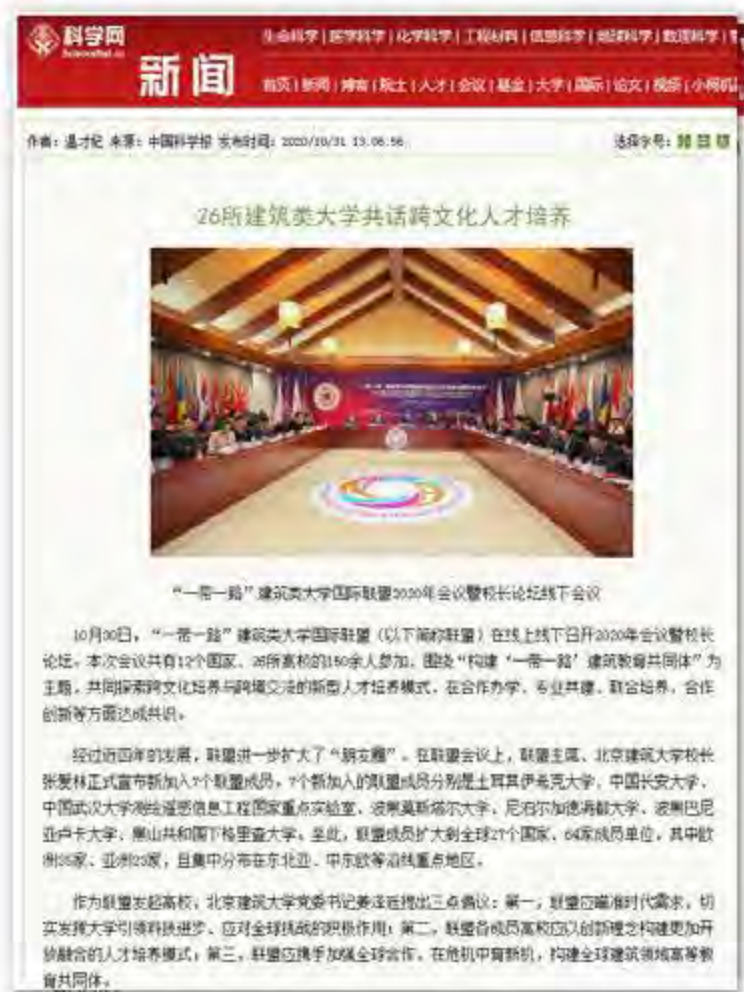 科学网
ScienceNet.cn
新闻
生命科学 | 医学科学 | 化学科学 | 工程材料 | 信息科学 | 地球科学 | 数理科学 |
首页 | 新闻 | 博客 | 院士 | 人才 | 会议 | 基金 | 大学 | 国际 | 论文 | 视频 | 小柯机
作者：温才妃 来源：中国科学报 发布时间：2020/10/31 13:06:56
选择字号：
26所建筑类大学共话跨文化人才培养
“一带一路”建筑类大学国际联盟2020年会议暨校长论坛线下会议
10月30日，“一带一路”建筑类大学国际联盟（以下简称联盟）在线上线下召开2020年会议暨校长
论坛。本次会议共有12个国家、26所高校的150余人参加，围绕“构建‘一带一路’建筑教育共同体”为
主题，共同探索跨文化培养与跨境交流的新型人才培养模式，在合作办学、专业共建、联合培养、合作
创新等方面达成共识。
经过近四年的发展，联盟进一步扩大了“朋友圈”。在联盟会议上，联盟主席、北京建筑大学校长
张爱林正式宣布新加入7个联盟成员。7个新加入的联盟成员分别是土耳其伊希克大学、中国长安大学、
中国武汉大学测绘遥感信息工程国家重点实验室、波黑莫斯塔尔大学、尼泊尔加德满都大学、波黑巴尼
亚卢卡大学、黑山共和国下格里查大学。至此，联盟成员扩大到全球27个国家、64家成员单位，其中欧
洲35家、亚洲23家，且集中分布在东北亚、中东欧等沿线重点地区。
作为联盟发起高校，北京建筑大学党委书记姜泽廷提出三点倡议：第一，联盟应瞄准时代需求，切
实发挥大学引领科技进步、应对全球挑战的积极作用；第二，联盟各成员高校应以创新理念构建更加开
放融合的人才培养模式；第三，联盟应携手加强全球合作，在危机中育新机，构建全球建筑领域高等教
育共同体。